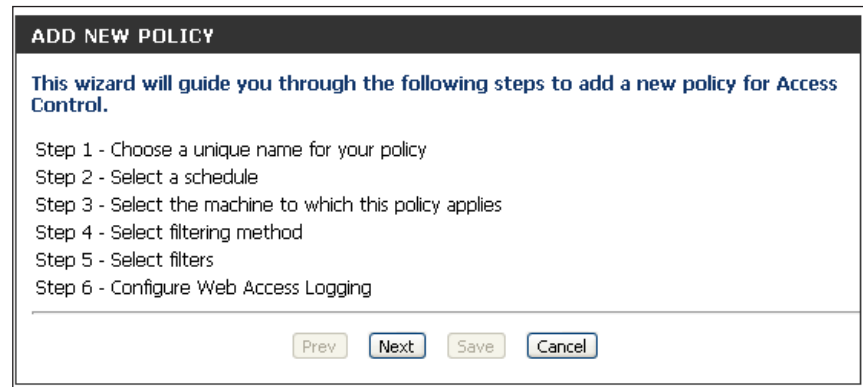 ADD NEW POLICY
This wizard will guide you through the following steps to add a new policy for Access
Control.
Step 1 - Choose a unique name for your policy
Step 2 - Select a schedule
Step 3 - Select the machine to which this policy applies
Step 4 - Select filtering method
Step 5 - Select filters
Step 6 - Configure Web Access Logging
Prev Next Save Cancel